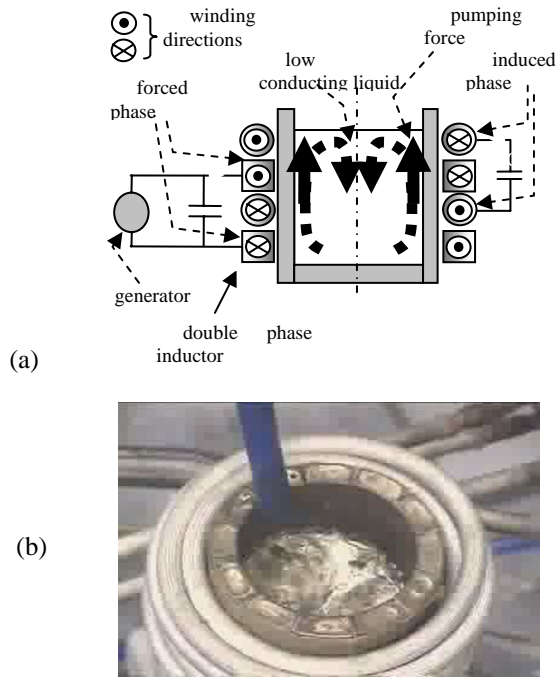 winding
directions
pumping
force
low
conducting liquid
induced
phase
forced
phase
generator
double phase
inductor
(a)
(b)